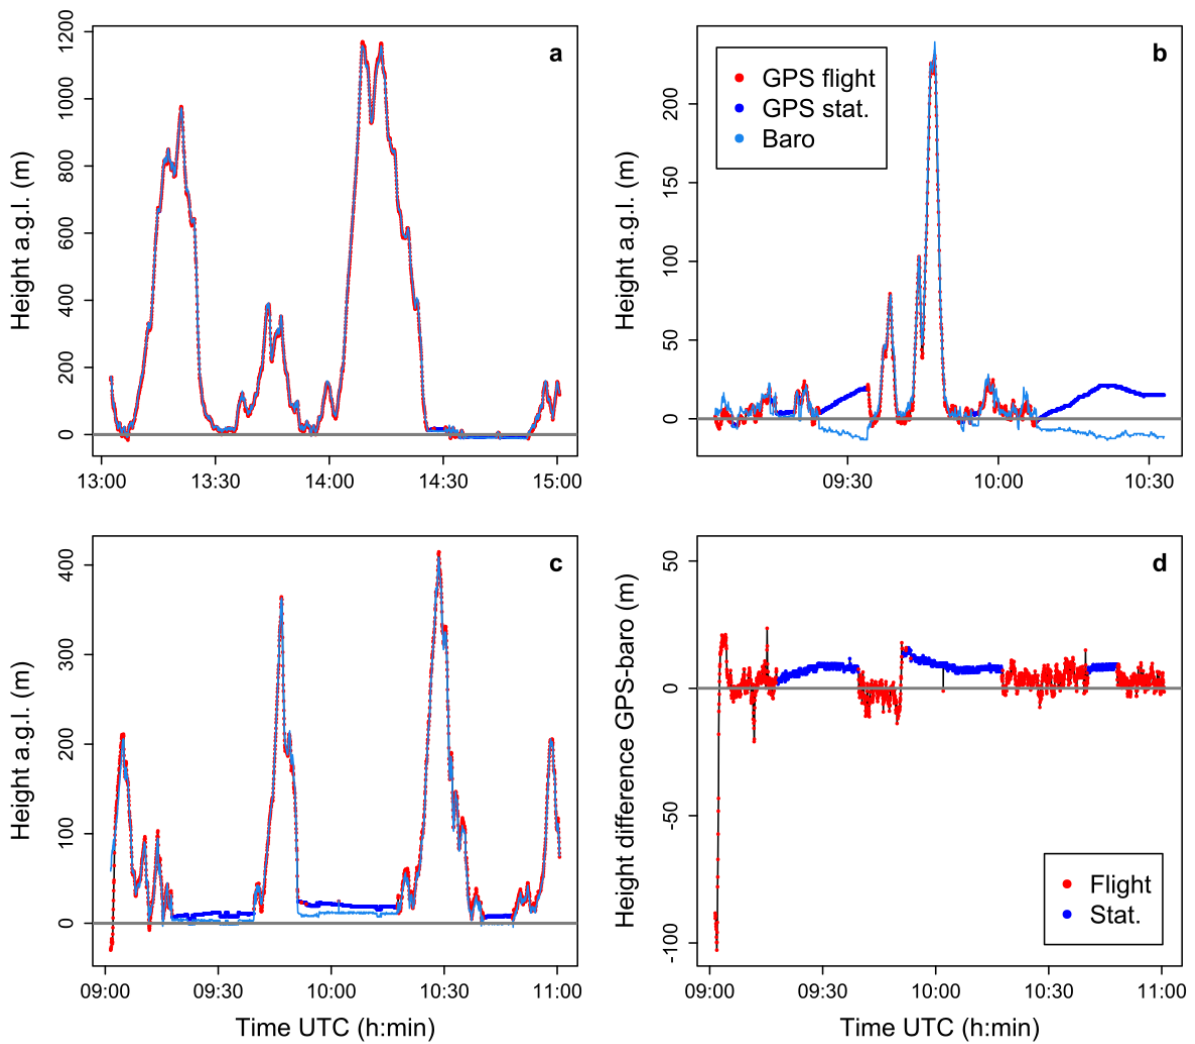 a
Height a.g.l. (m)
1200
1000
800
600
400
200
0
13:00 13:30 14:00 14:30 15:00
b
GPS flight
GPS stat.
Baro
Height a.g.l. (m)
200
150
100
50
0
09:30 10:00 10:30
c
Height a.g.l. (m)
400
300
200
100
0
09:00 09:30 10:00 10:30 11:00
Time UTC (h:min)
d
Height difference GPS-baro (m)
50
0
-50
-100
Flight
Stat.
09:00 09:30 10:00 10:30 11:00
Time UTC (h:min)